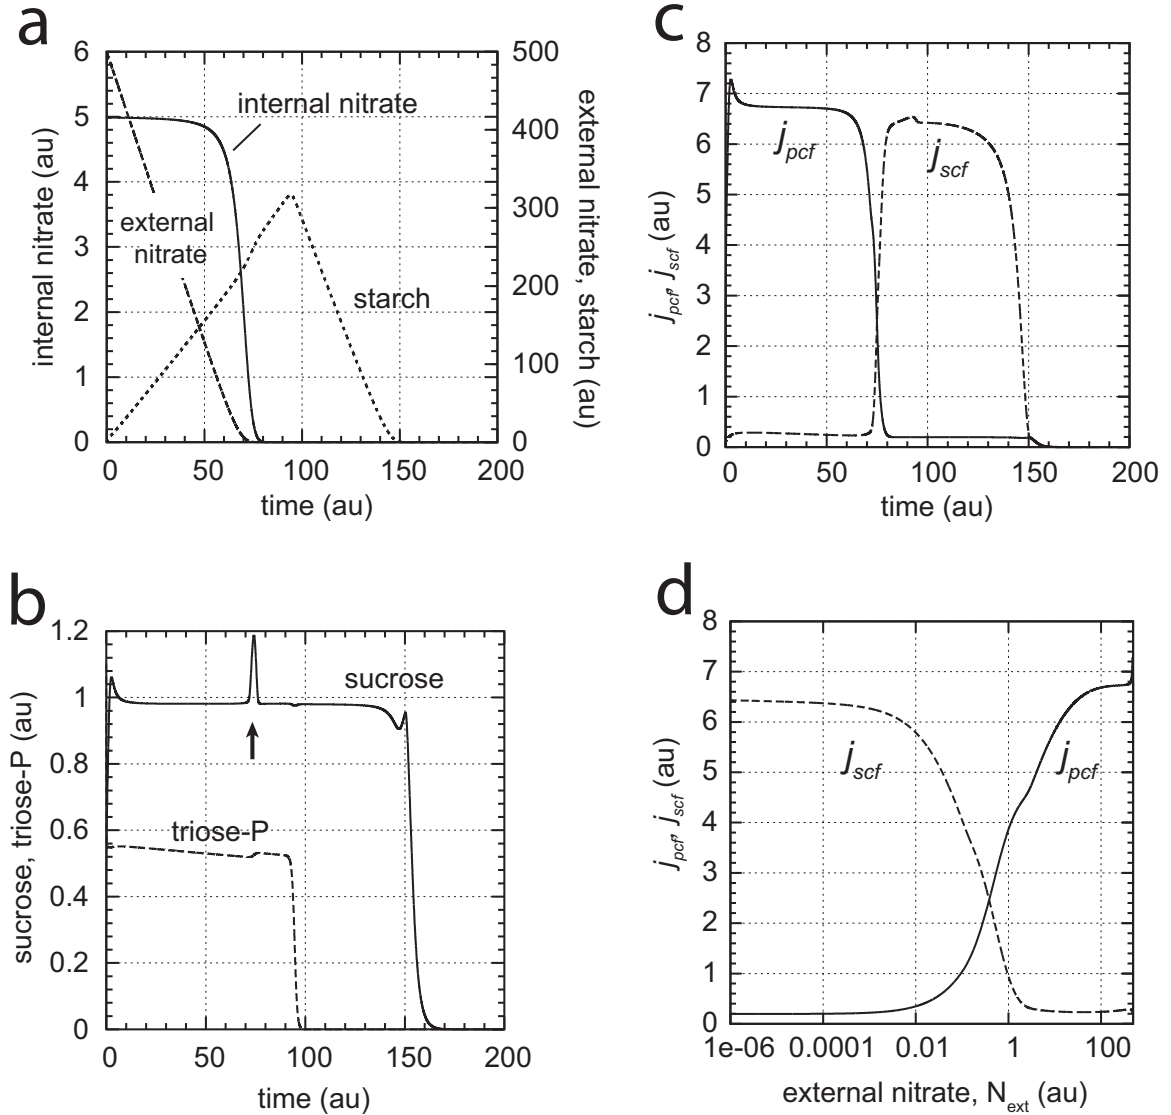 a
6
5
4
3
2
1
0
internal nitrate (au)
internal nitrate
external
nitrate
starch
500
400
300
200
100
0
external nitrate, starch (au)
0 50 100 150 200
time (au)
c
8
7
6
5
4
3
2
1
0
j_pcf, j_scf (au)
j_pcf
j_scf
0 50 100 150 200
time (au)
b
1.2
1
0.8
0.6
0.4
0.2
0
sucrose, triose-P (au)
sucrose
triose-P
0 50 100 150 200
time (au)
d
8
7
6
5
4
3
2
1
0
j_pcf, j_scf (au)
j_scf
j_pcf
1e-06 0.0001 0.01 1 100
external nitrate, N_ext (au)